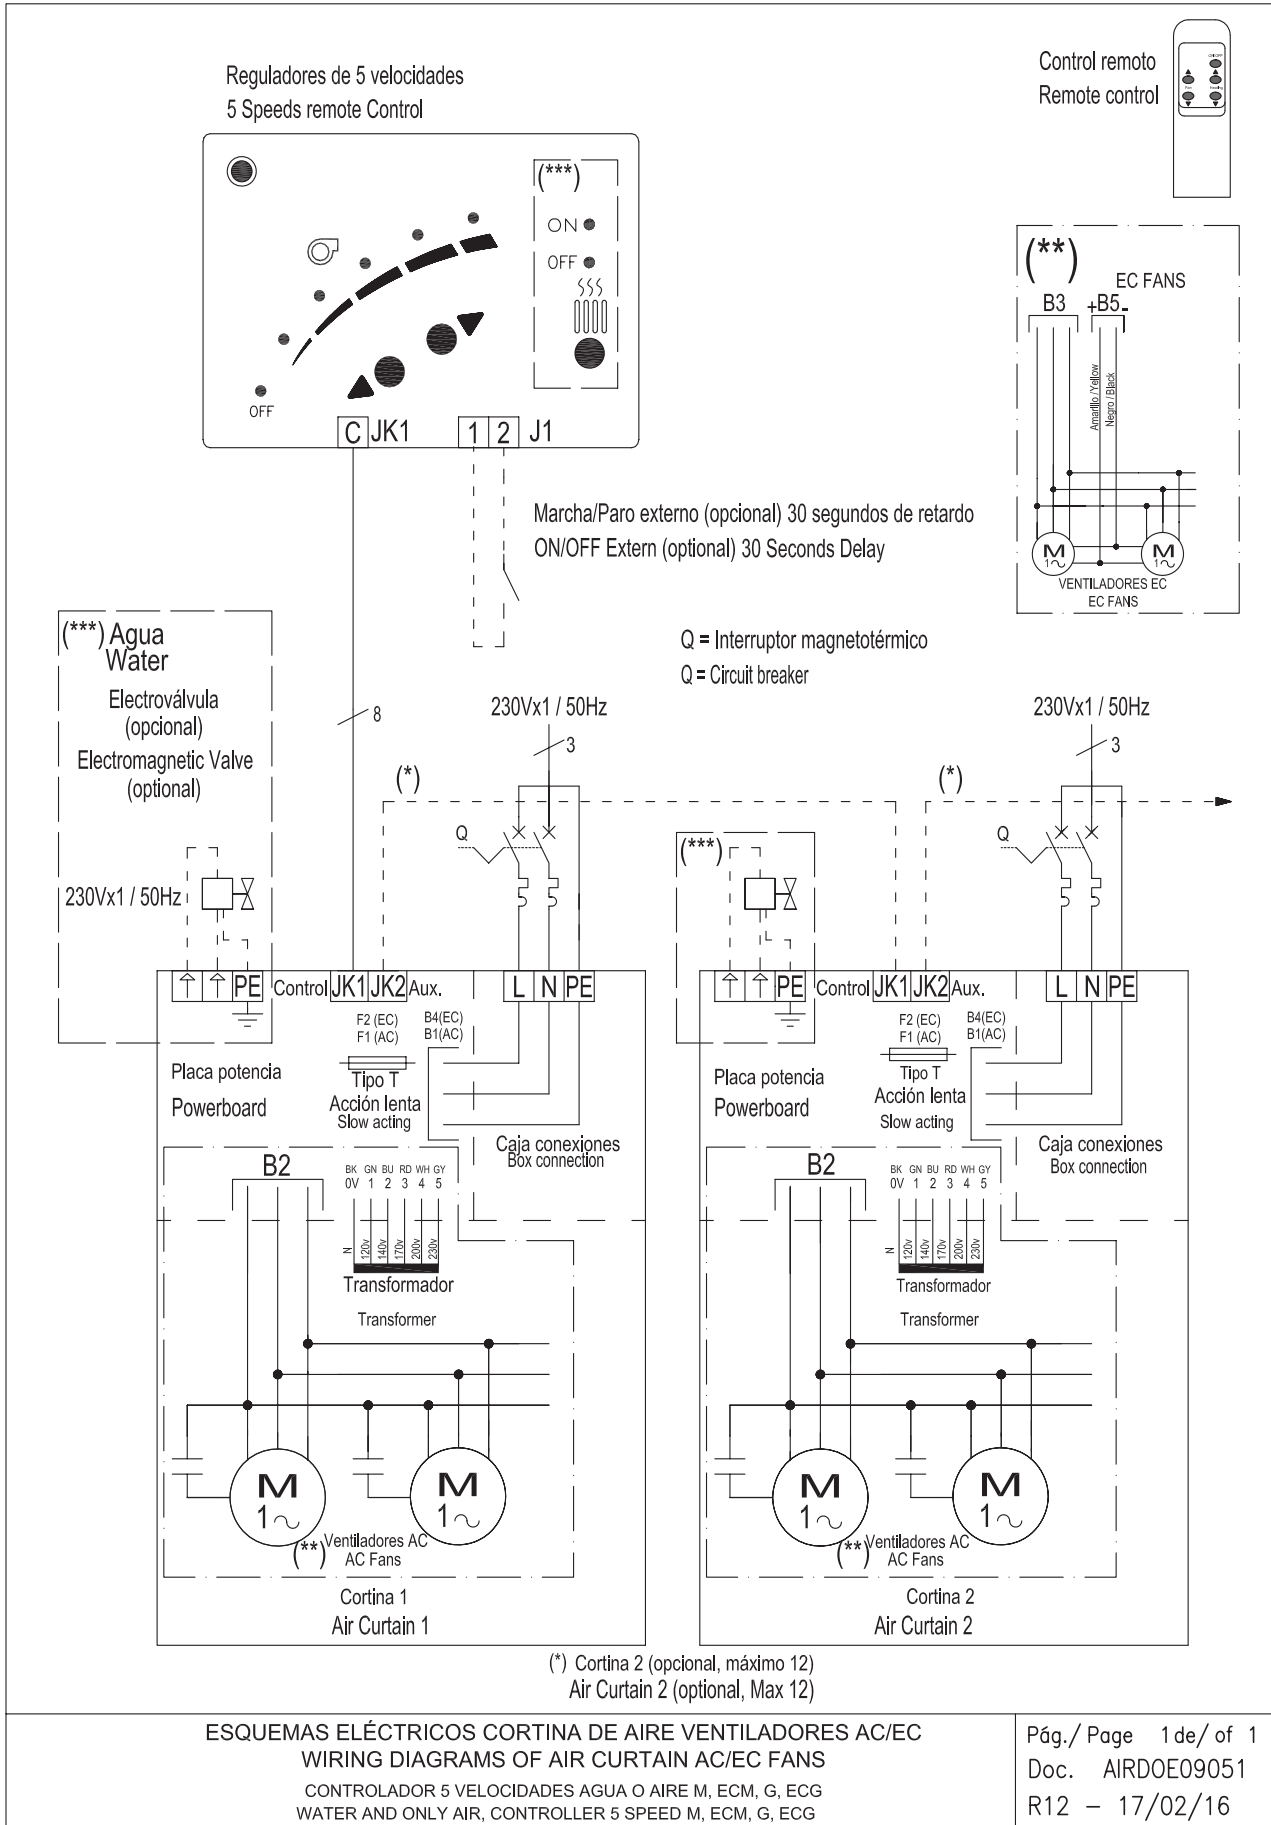 Reguladores de 5 velocidades
5 Speeds remote Control
Control remoto
Remote control
ON/OFF
Fan
Heating
(***)
ON
OFF
OFF
C JK1
1 2 J1
(**)
EC FANS
B3
+B5-
Amarillo /Yellow
Negro / Black
M
1~
M
1~
VENTILADORES EC
EC FANS
Marcha/Paro externo (opcional) 30 segundos de retardo
ON/OFF Extern (optional) 30 Seconds Delay
Q = Interruptor magnetotérmico
Q = Circuit breaker
(***) Agua
Water
Electroválvula
(opcional)
Electromagnetic Valve
(optional)
230Vx1 / 50Hz
8
230Vx1 / 50Hz
3
(*)
Q
230Vx1 / 50Hz
3
(*)
Q
(***)
PE
Control JK1 JK2 Aux.
L N PE
F2 (EC)
F1 (AC)
B4(EC)
B1(AC)
Tipo T
Acción lenta
Slow acting
Placa potencia
Powerboard
Caja conexiones
Box connection
B2
BK GN BU RD WH GY
0V 1 2 3 4 5
N 120v 140v 170v 200v 230v
Transformador
Transformer
M
1~
M
1~
(**)
Ventiladores AC
AC Fans
Cortina 1
Air Curtain 1
PE
Control JK1 JK2 Aux.
L N PE
F2 (EC)
F1 (AC)
B4(EC)
B1(AC)
Tipo T
Acción lenta
Slow acting
Placa potencia
Powerboard
Caja conexiones
Box connection
B2
BK GN BU RD WH GY
0V 1 2 3 4 5
N 120v 140v 170v 200v 230v
Transformador
Transformer
M
1~
M
1~
(**)
Ventiladores AC
AC Fans
Cortina 2
Air Curtain 2
(*) Cortina 2 (opcional, máximo 12)
Air Curtain 2 (optional, Max 12)
ESQUEMAS ELÉCTRICOS CORTINA DE AIRE VENTILADORES AC/EC
WIRING DIAGRAMS OF AIR CURTAIN AC/EC FANS
CONTROLADOR 5 VELOCIDADES AGUA O AIRE M, ECM, G, ECG
WATER AND ONLY AIR, CONTROLLER 5 SPEED M, ECM, G, ECG
Pág./ Page 1 de/ of 1
Doc. AIRDOE09051
R12 – 17/02/16